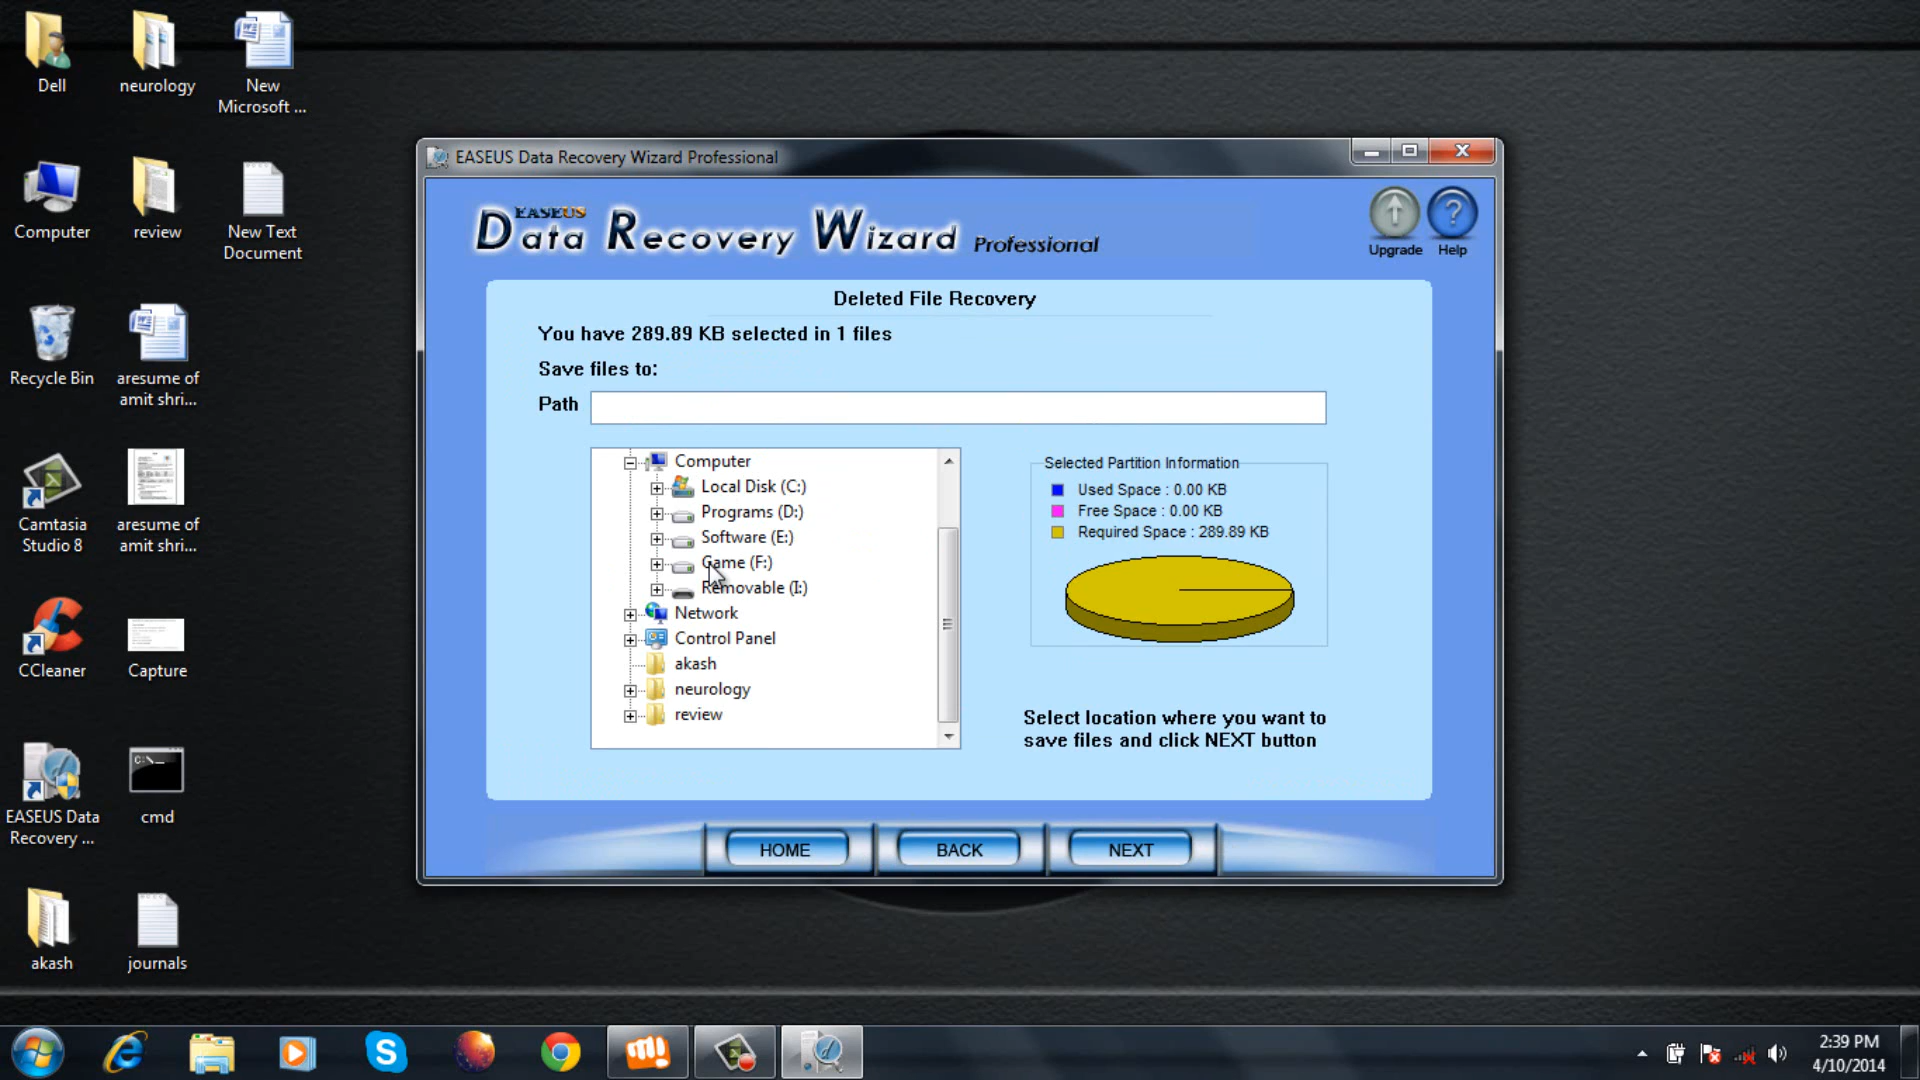 Dell
neurology
New
Microsoft ...
Computer
review
New Text
Document
Recycle Bin
aresume of
amit shri...
Camtasia
Studio 8
aresume of
amit shri...
CCleaner
Capture
EASEUS Data
Recovery ...
C:\_
cmd
akash
journals
EASEUS Data Recovery Wizard Professional
EASEUS
Data Recovery Wizard Professional
Upgrade
Help
Deleted File Recovery
You have 289.89 KB selected in 1 files
Save files to:
Path
Computer
Local Disk (C:)
Programs (D:)
Software (E:)
Game (F:)
Removable (I:)
Network
Control Panel
akash
neurology
review
Selected Partition Information
Used Space : 0.00 KB
Free Space : 0.00 KB
Required Space : 289.89 KB
Select location where you want to
save files and click NEXT button
HOME
BACK
NEXT
2:39 PM
4/10/2014